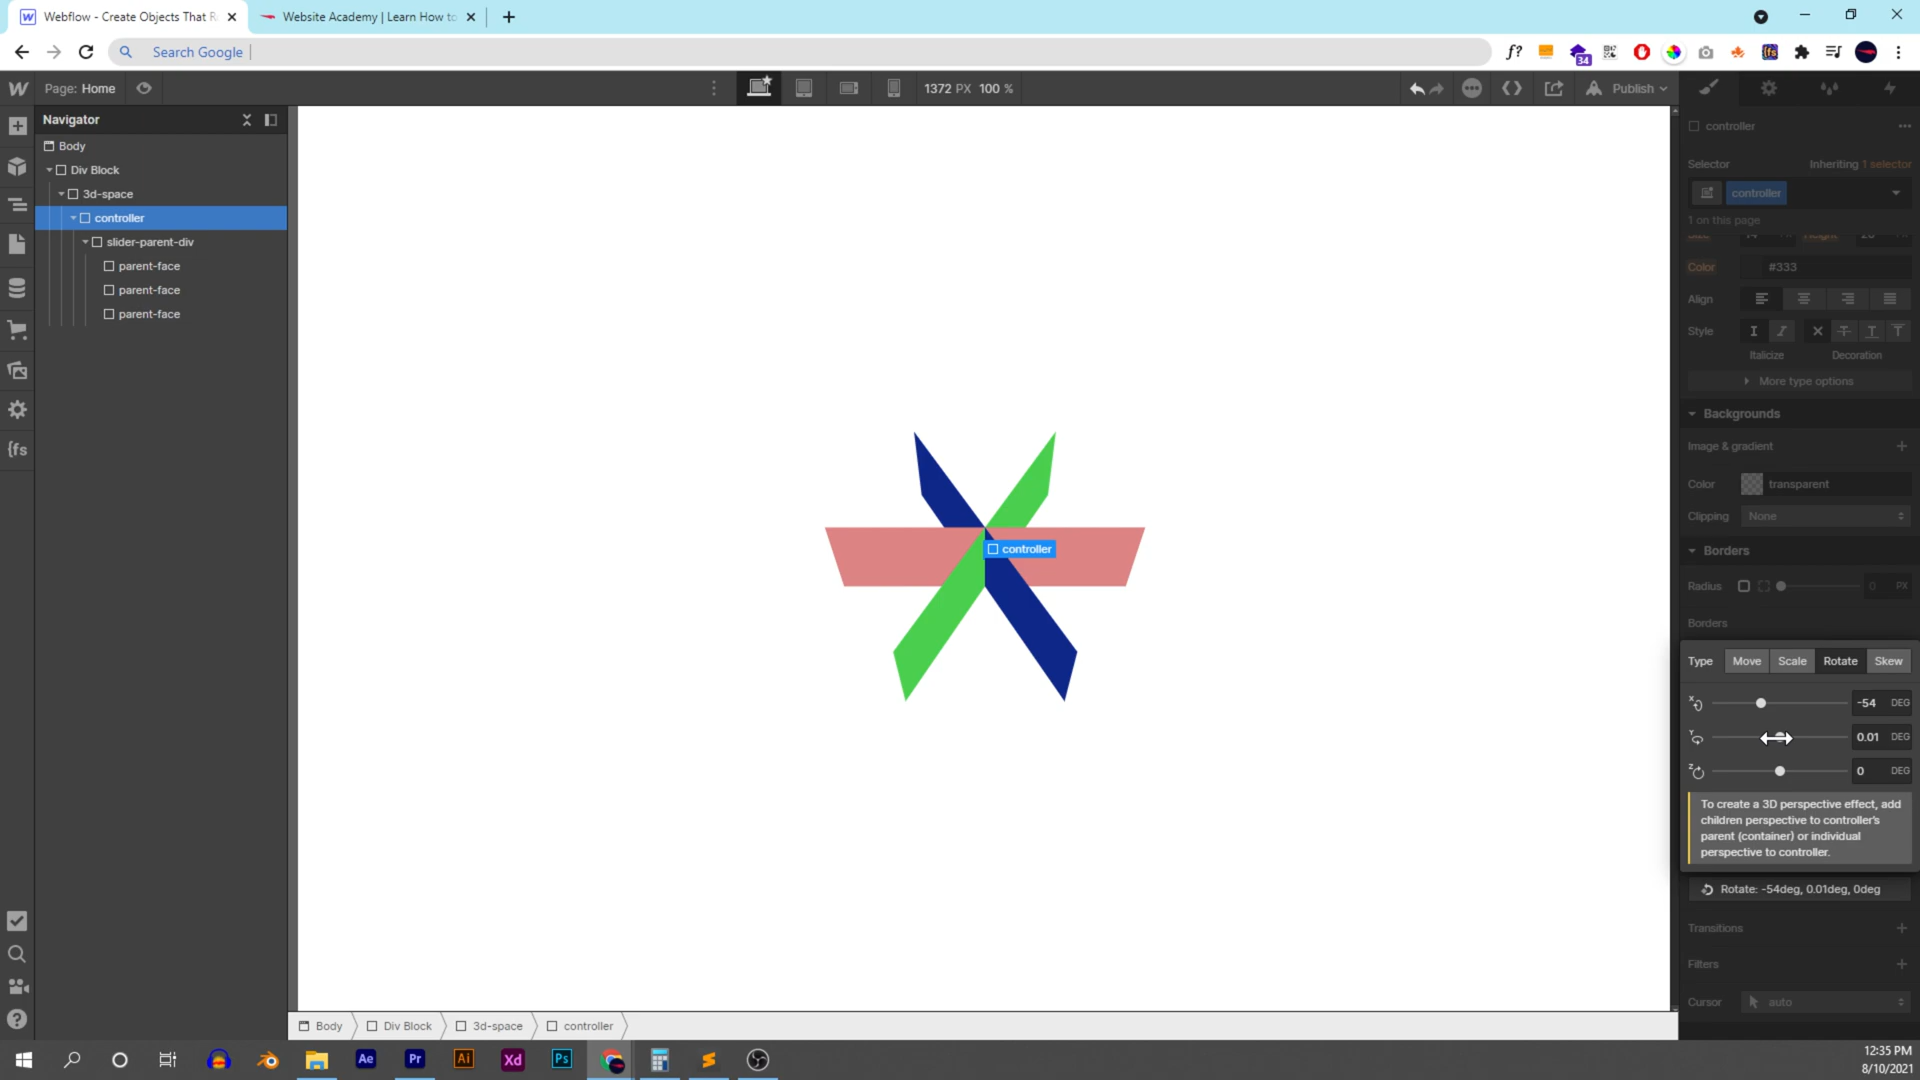 Webflow - Create Objects That R
Website Academy | Learn How to
Search Google
f?
34
{fs
Page: Home
1372 PX 100 %
Publish
Navigator
Body
Div Block
3d-space
controller
slider-parent-div
parent-face
parent-face
parent-face
{fs
controller
controller
Selector
Inheriting 1 selector
controller
1 on this page
Color
#333
Align
Style
Italicize
Decoration
More type options
Backgrounds
Image & gradient
Color
transparent
Clipping
None
Borders
Radius
0 PX
Borders
Type
Move
Scale
Rotate
Skew
X
-54 DEG
Y
0.01 DEG
Z
0 DEG
To create a 3D perspective effect, add
children perspective to controller's
parent (container) or individual
perspective to controller.
Rotate: -54deg, 0.01deg, 0deg
Transitions
Filters
Cursor
auto
Body
Div Block
3d-space
controller
Ae
Pr
Ai
Xd
Ps
12:35 PM
8/10/2021